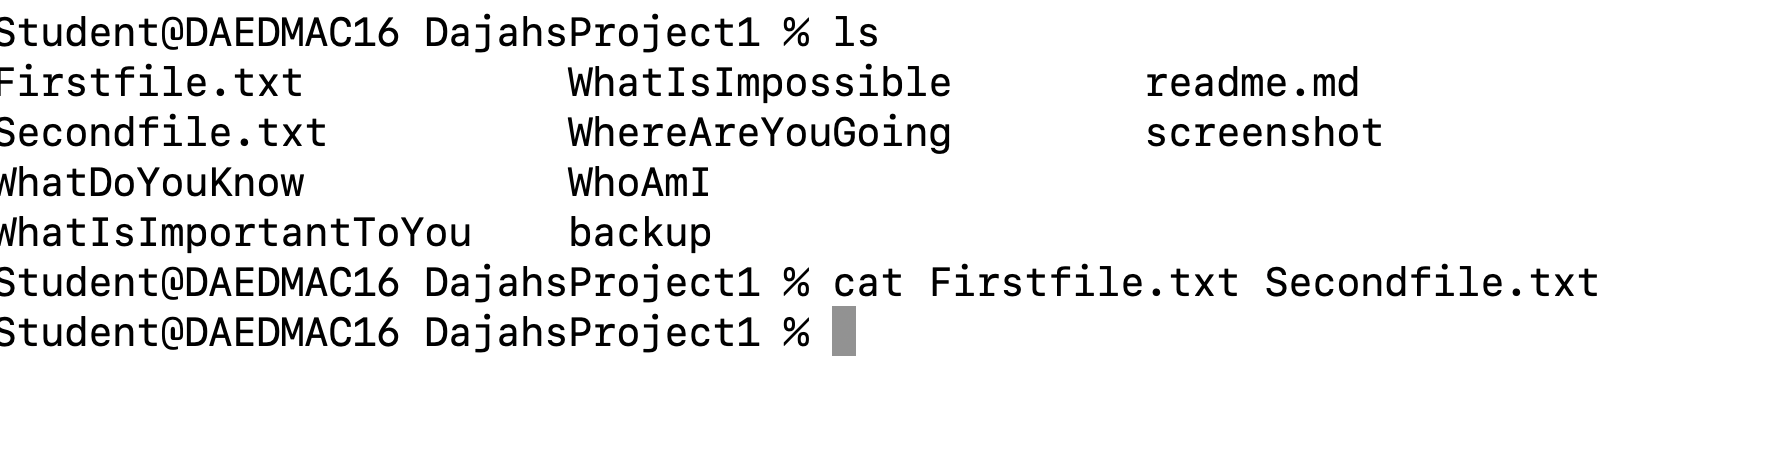 Student@DAEDMAC16 DajahsProject1 % ls
Firstfile.txt WhatIsImpossible readme.md
Secondfile.txt WhereAreYouGoing screenshot
WhatDoYouKnow WhoAmI
WhatIsImportantToYou backup
Student@DAEDMAC16 DajahsProject1 % cat Firstfile.txt Secondfile.txt
Student@DAEDMAC16 DajahsProject1 %